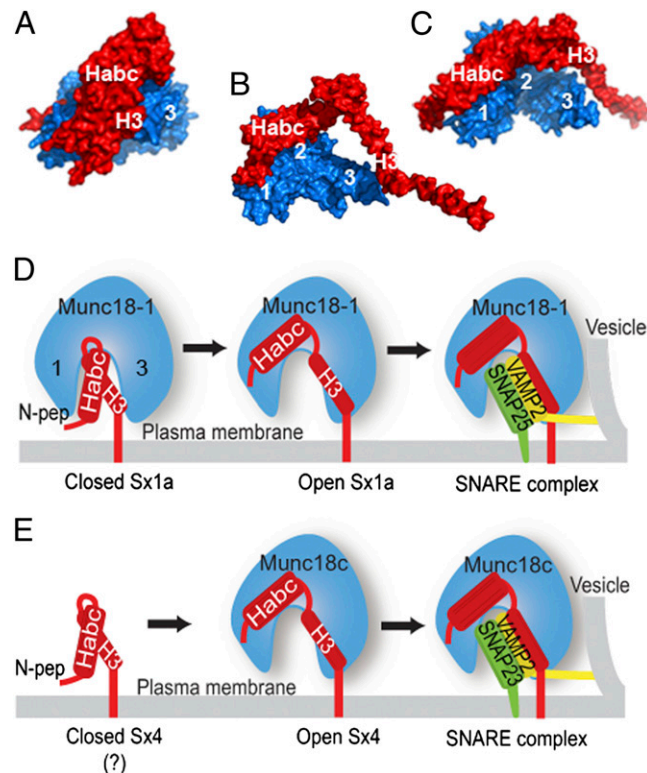 A
Habc
H3
3
B
Habc
2
1
3
H3
C
Habc
H3
1
2
3
D
Munc18-1
Munc18-1
Munc18-1
Vesicle
1
3
Habc
H3
Habc
H3
VAMP2
SNAP25
N-pep
Plasma membrane
Closed Sx1a
Open Sx1a
SNARE complex
E
Munc18c
Munc18c
Vesicle
Habc
H3
Habc
H3
VAMP2
SNAP23
N-pep
Plasma membrane
Closed Sx4
(?)
Open Sx4
SNARE complex